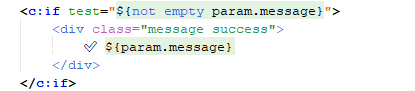 <c:if test="${not empty param.message}">
<div class="message success">
✓ ${param.message}
</div>
</c:if>